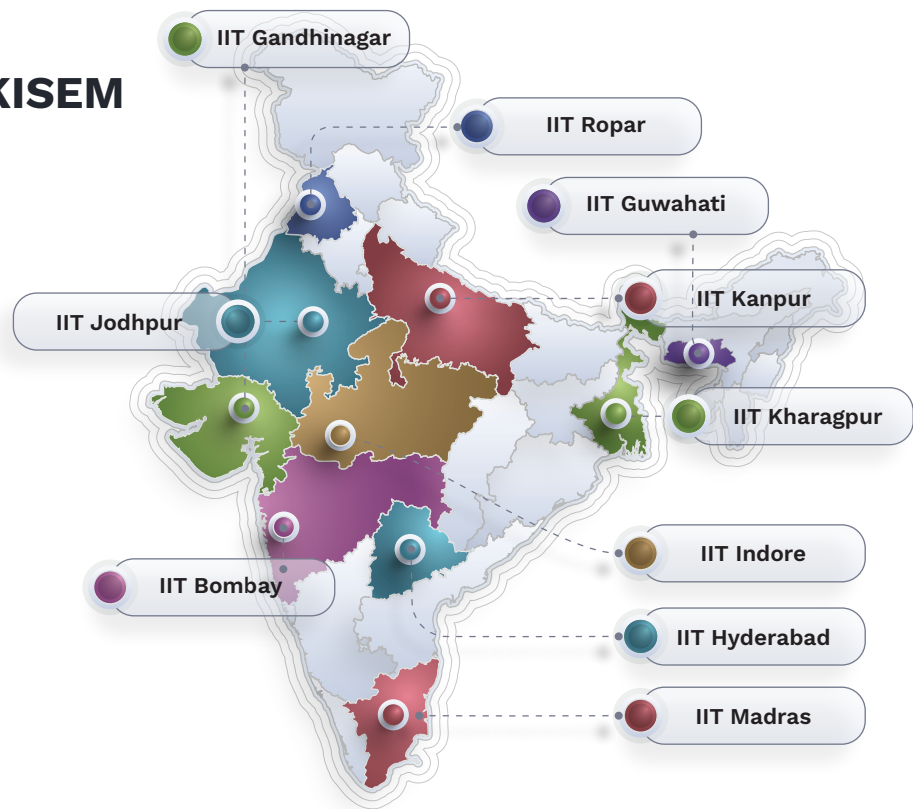 IIT Gandhinagar
KISEM
IIT Ropar
IIT Guwahati
IIT Kanpur
IIT Jodhpur
IIT Kharagpur
IIT Indore
IIT Bombay
IIT Hyderabad
IIT Madras